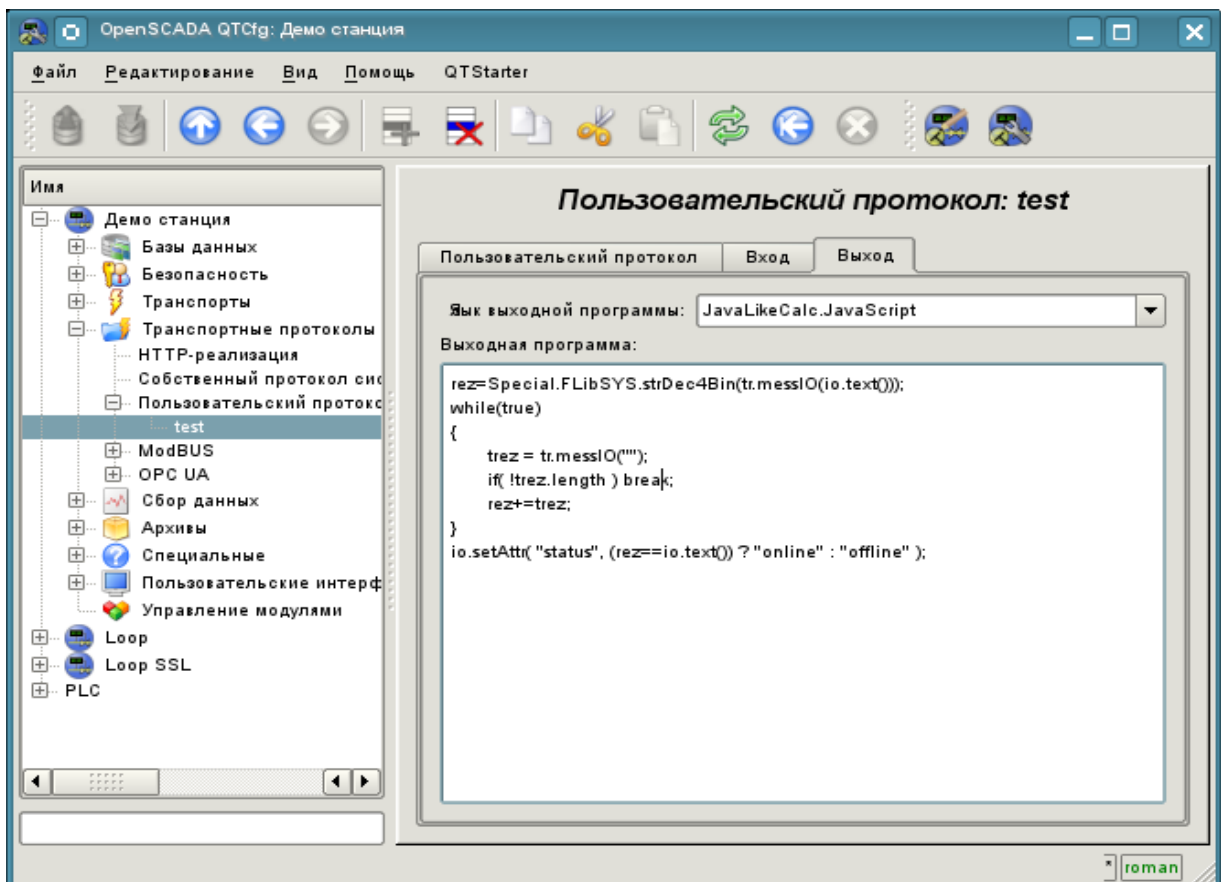 OpenSCADA QTCfg: Демо станция
Файл Редактирование Вид Помощь QTStarter
Имя
Демо станция
Базы данных
Безопасность
Транспорты
Транспортные протоколы
HTTP-реализация
Собственный протокол сис
Пользовательский протоко
test
ModBUS
OPC UA
Сбор данных
Архивы
Специальные
Пользовательские интерф
Управление модулями
Loop
Loop SSL
PLC
Пользовательский протокол: test
Пользовательский протокол Вход Выход
Язык выходной программы: JavaLikeCalc.JavaScript
Выходная программа:
rez=Special.FLibSYS.strDec4Bin(tr.messIO(io.text()));
while(true)
{
trez = tr.messIO("");
if( !trez.length ) break;
rez+=trez;
}
io.setAttr( "status", (rez==io.text()) ? "online" : "offline" );
* roman